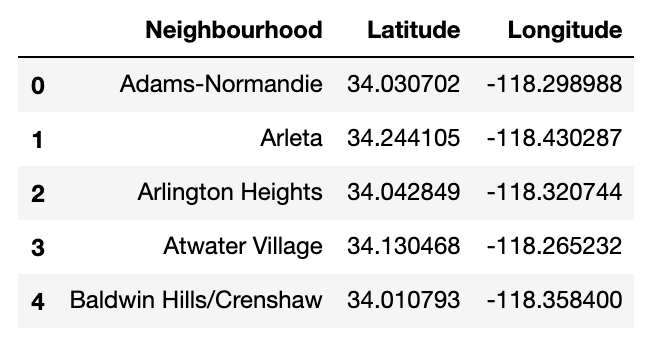 Neighbourhood Latitude Longitude
0 Adams-Normandie 34.030702 -118.298988
1 Arleta 34.244105 -118.430287
2 Arlington Heights 34.042849 -118.320744
3 Atwater Village 34.130468 -118.265232
4 Baldwin Hills/Crenshaw 34.010793 -118.358400